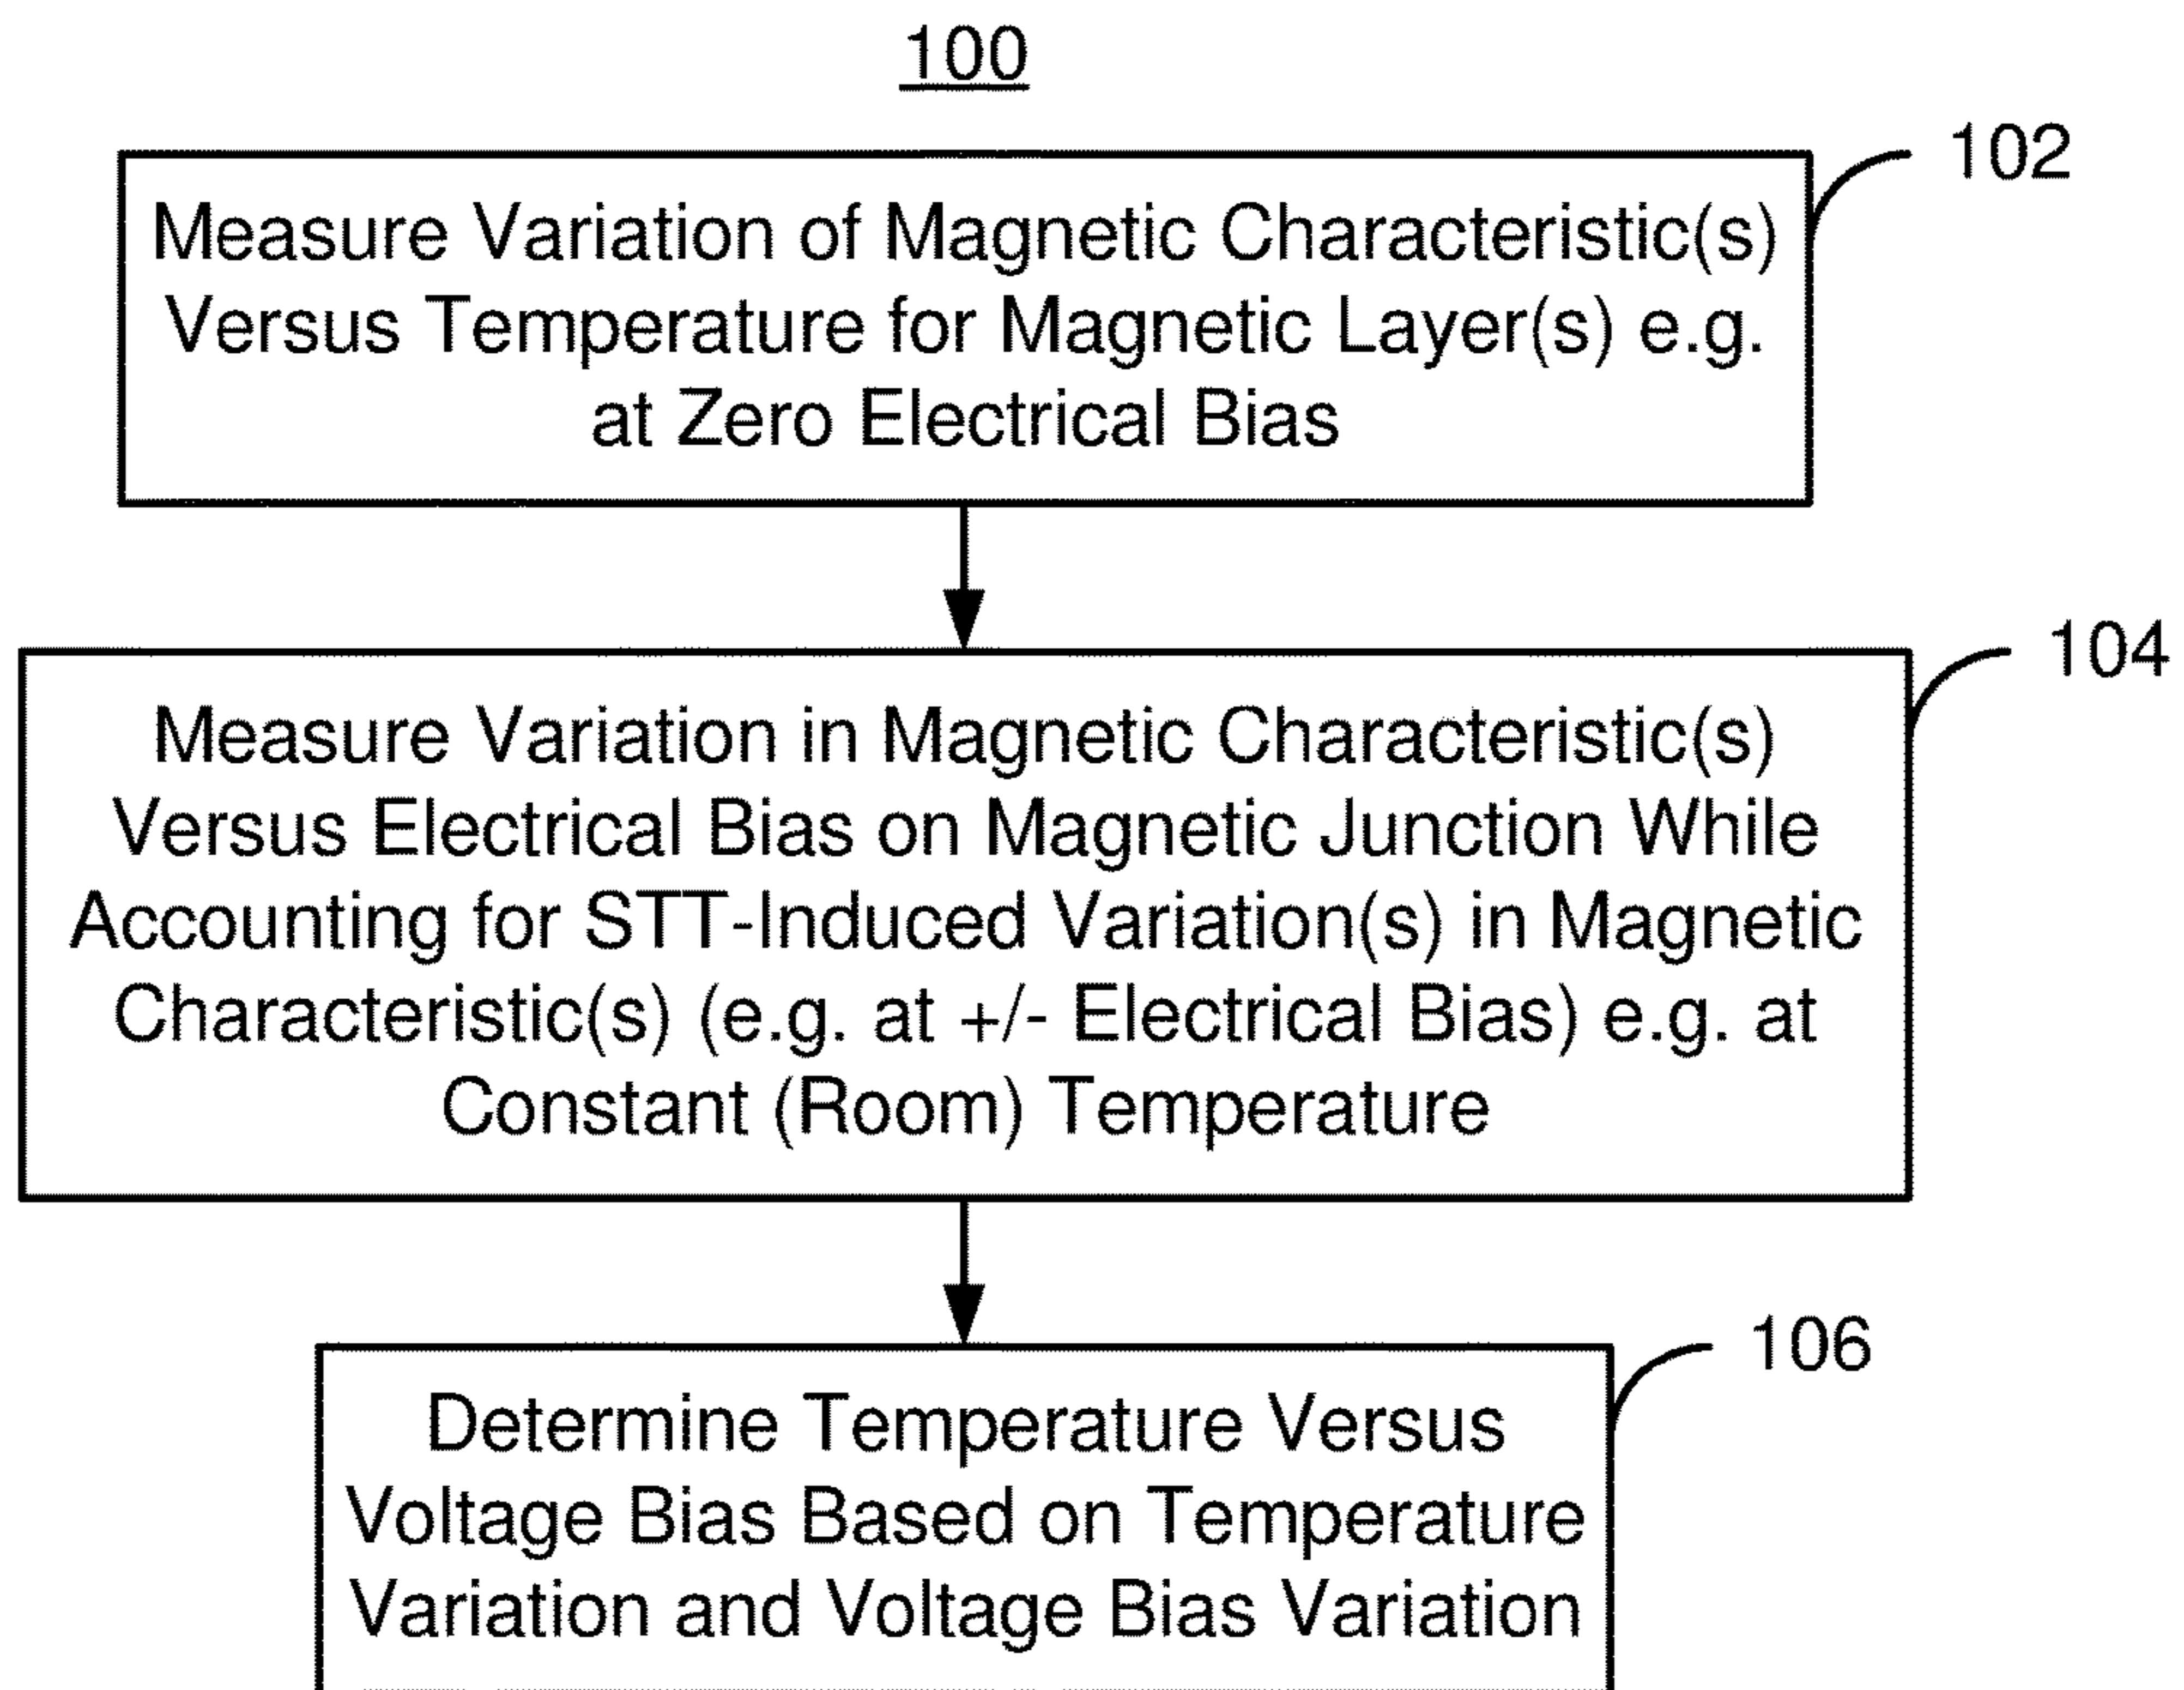 100
102
Measure Variation of Magnetic Characteristic(s)
Versus Temperature for Magnetic Layer(s) e.g.
at Zero Electrical Bias
104
Measure Variation in Magnetic Characteristic(s)
Versus Electrical Bias on Magnetic Junction While
Accounting for STT-Induced Variation(s) in Magnetic
Characteristic(s) (e.g. at +/- Electrical Bias) e.g. at
Constant (Room) Temperature
106
Determine Temperature Versus
Voltage Bias Based on Temperature
Variation and Voltage Bias Variation